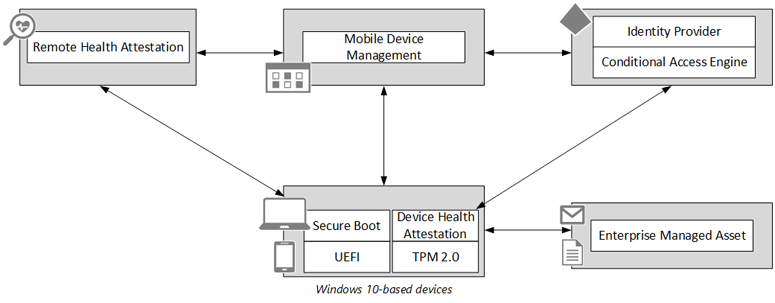 Remote Health Attestation
Mobile Device
Management
Identity Provider
Conditional Access Engine
Secure Boot
Device Health
Attestation
UEFI
TPM 2.0
Enterprise Managed Asset
Windows 10-based devices